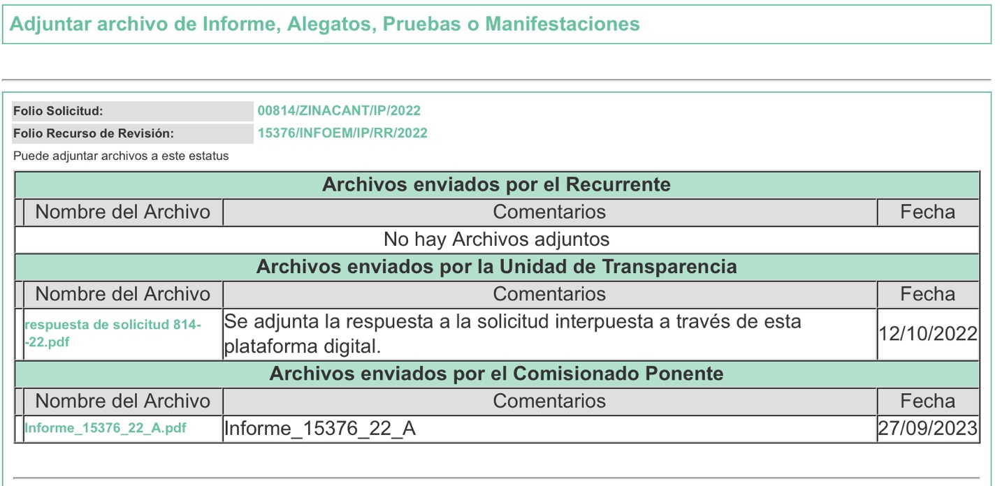 Adjuntar archivo de Informe, Alegatos, Pruebas o Manifestaciones
Folio Solicitud: 00814/ZINACANT/IP/2022
Folio Recurso de Revisión: 15376/INFOEM/IP/RR/2022
Puede adjuntar archivos a este estatus
Archivos enviados por el Recurrente
Nombre del Archivo Comentarios Fecha
No hay Archivos adjuntos
Archivos enviados por la Unidad de Transparencia
Nombre del Archivo Comentarios Fecha
respuesta de solicitud 814-
-22.pdf
Se adjunta la respuesta a la solicitud interpuesta a través de esta
plataforma digital.
12/10/2022
Archivos enviados por el Comisionado Ponente
Nombre del Archivo Comentarios Fecha
Informe_15376_22_A.pdf Informe_15376_22_A 27/09/2023